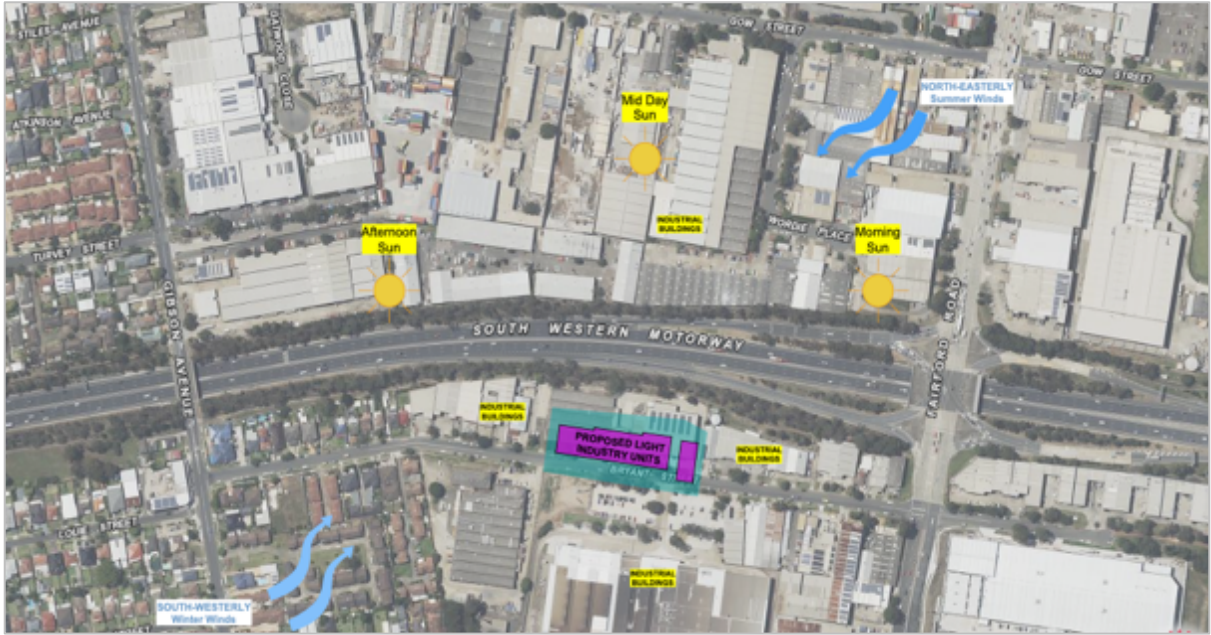 STILES AVENUE
GOW STREET
GOW STREET
Mid Day
Sun
NORTH-EASTERLY
Summer Winds
ATKINSON AVENUE
INDUSTRIAL
BUILDINGS
WORDIE PLACE
Afternoon
Sun
Morning
Sun
TURVEY STREET
GIBSON AVENUE
FAIRFORD ROAD
SOUTH WESTERN MOTORWAY
INDUSTRIAL
BUILDINGS
PROPOSED LIGHT
INDUSTRY UNITS
BRYANT ST
INDUSTRIAL
BUILDINGS
STREET
INDUSTRIAL
BUILDINGS
SOUTH-WESTERLY
Winter Winds